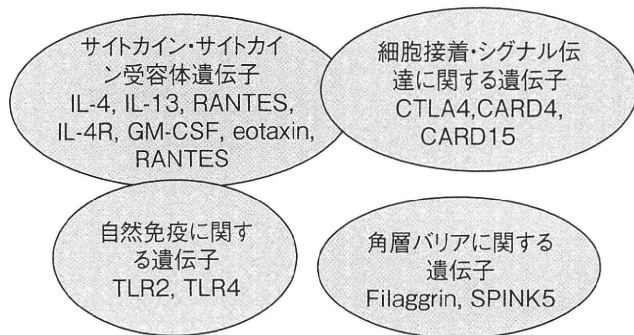 サイトカイン・サイトカイ
ン受容体遺伝子
IL-4, IL-13, RANTES,
IL-4R, GM-CSF, eotaxin,
RANTES
細胞接着・シグナル伝
達に関する遺伝子
CTLA4,CARD4,
CARD15
自然免疫に関す
る遺伝子
TLR2, TLR4
角層バリアに関する
遺伝子
Filaggrin, SPINK5